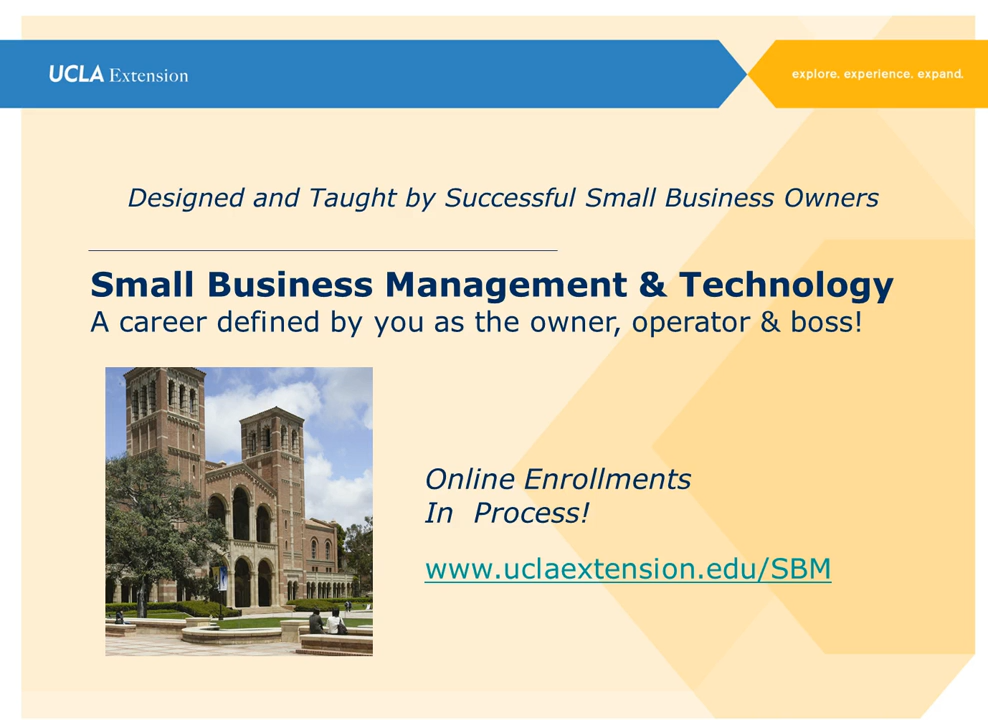 UCLA Extension
explore. experience. expand.
Designed and Taught by Successful Small Business Owners
Small Business Management & Technology
A career defined by you as the owner, operator & boss!
Online Enrollments
In  Process!
www.uclaextension.edu/SBM